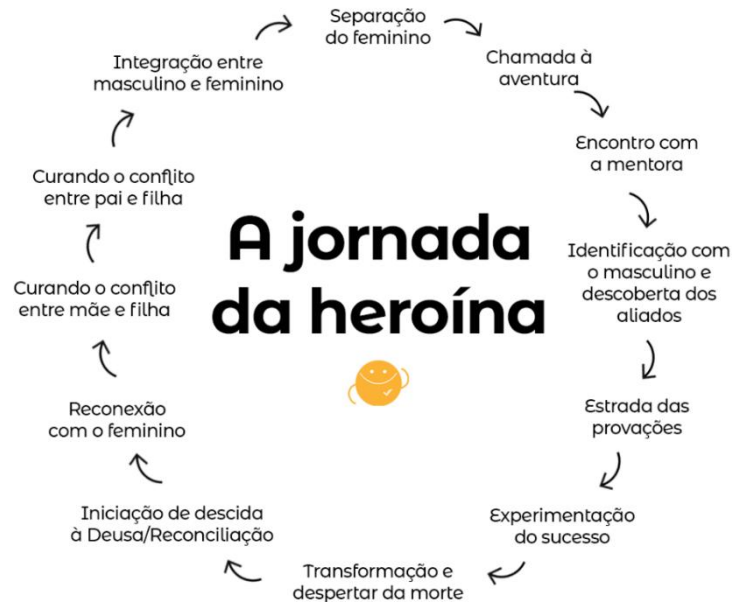 A jornada
da heroína
Separação
do feminino
Chamada à
aventura
Encontro com
a mentora
Identificação com
o masculino e
descoberta dos
aliados
Estrada das
provações
Experimentação
do sucesso
Transformação e
despertar da morte
Iniciação de descida
à Deusa/Reconciliação
Reconexão
com o feminino
Curando o conflito
entre mãe e filha
Curando o conflito
entre pai e filha
Integração entre
masculino e feminino